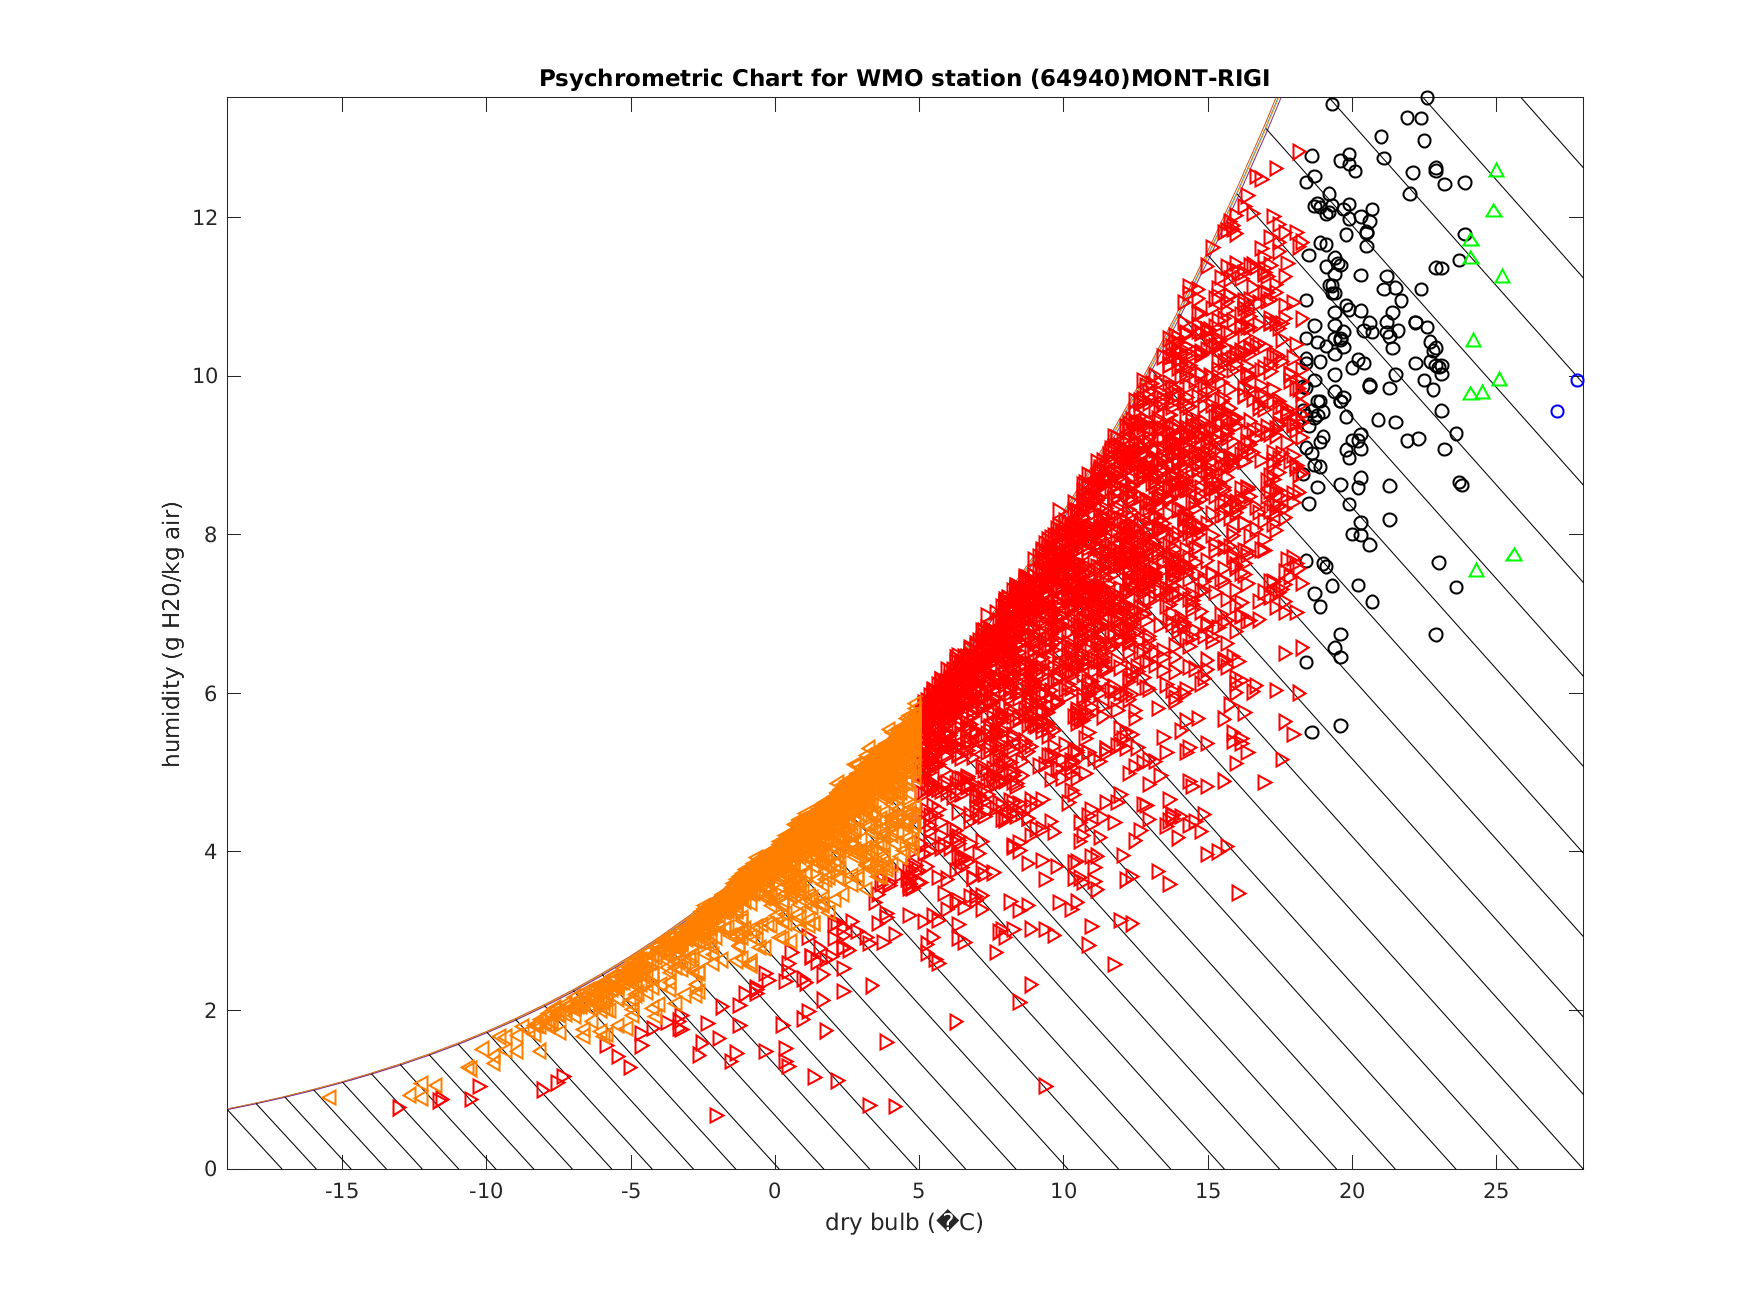 Psychrometric Chart for WMO station (64940)MONT-RIGI
humidity (g H20/kg air)
12
10
8
6
4
2
0
-15 -10 -5 0 5 10 15 20 25
dry bulb (�C)